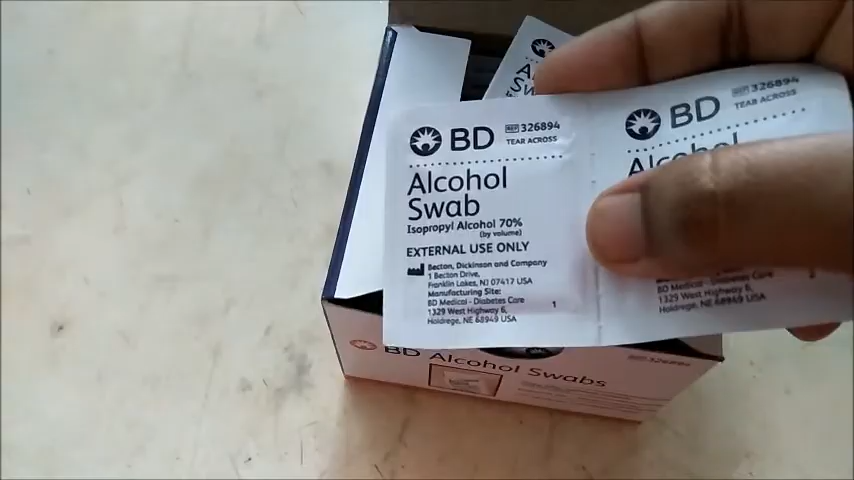 BD REF 326894
TEAR ACROSS
Alcohol
Swab
Isopropyl Alcohol 70%
(by volume)
EXTERNAL USE ONLY
Becton, Dickinson and Company
1 Becton Drive,
Franklin Lakes, NJ 07417 USA
Manufacturing Site:
BD Medical - Diabetes Care
1329 West Highway 6,
Holdrege, NE 68949 USA
1
BD REF 326894
TEAR ACROSS
Alcohol
BD Medical - Diabetes Care
1329 West Highway 6,
Holdrege, NE 68949 USA
BD Alcohol Swabs